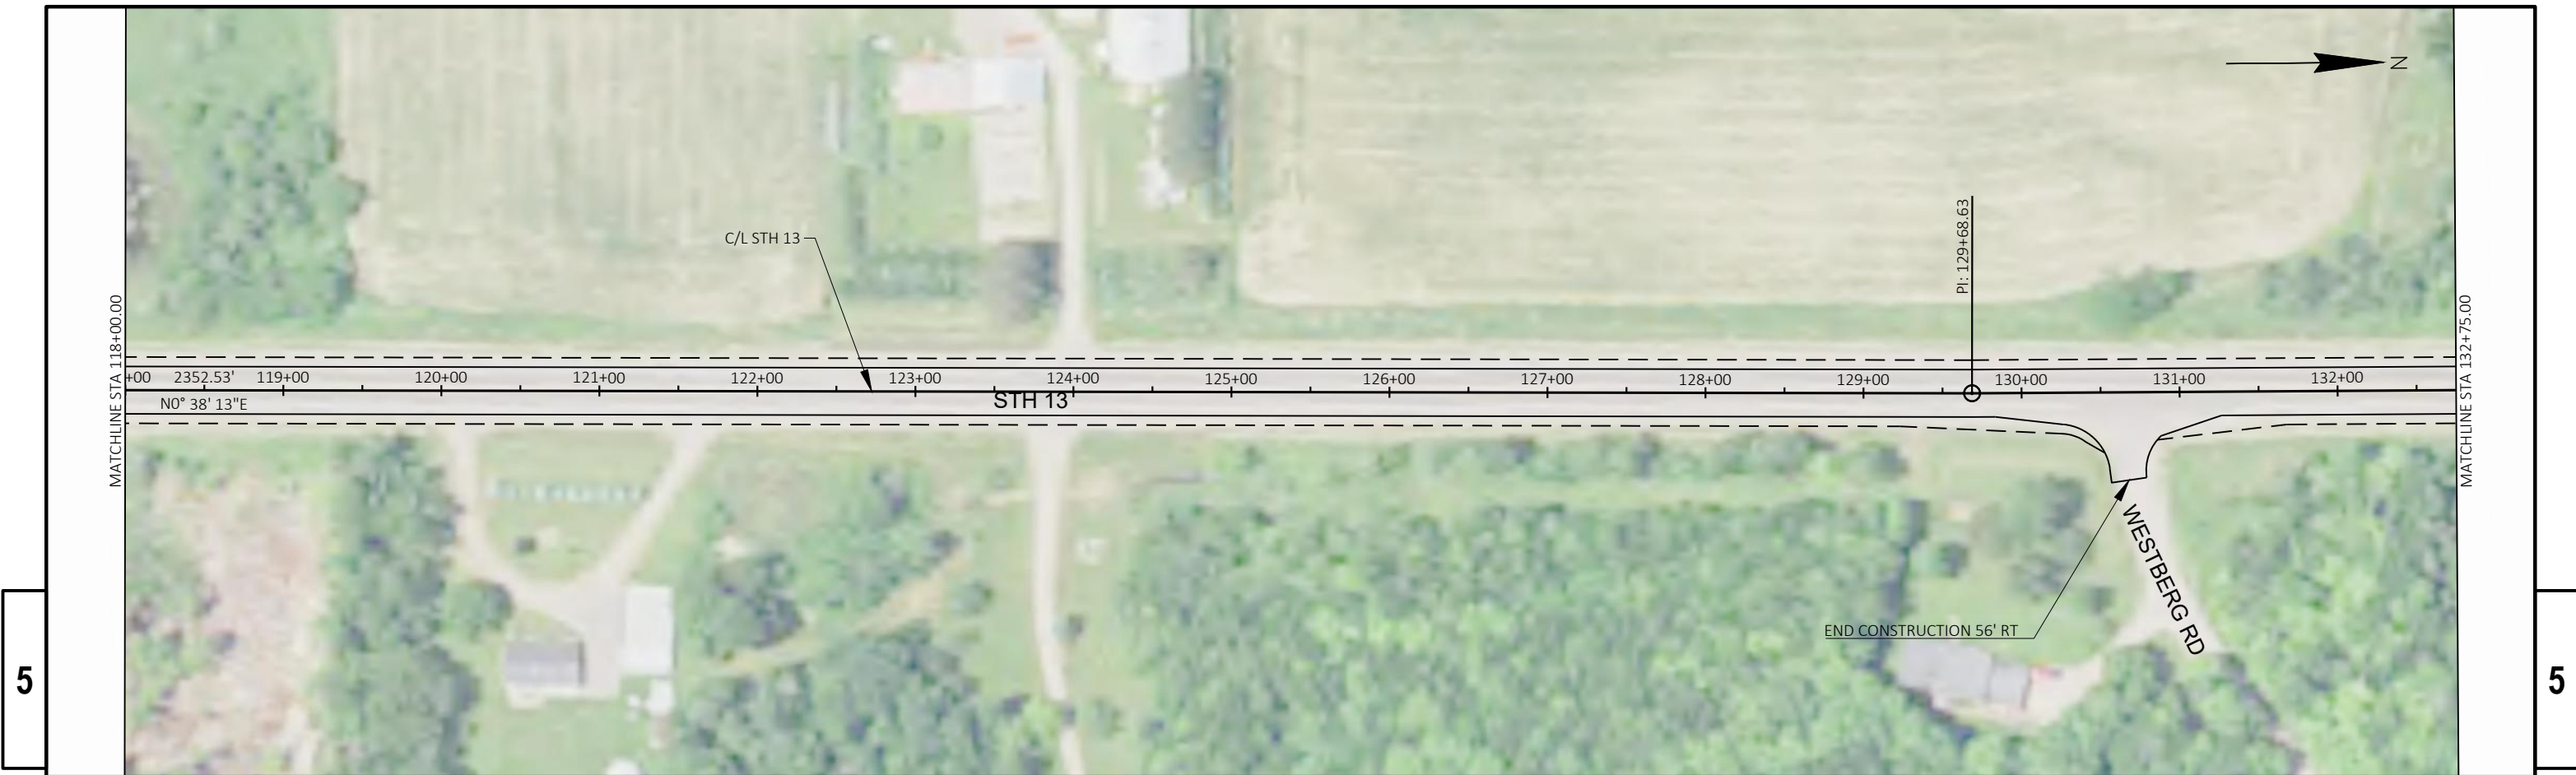 N
C/L STH 13
PI: 129+68.63
MATCHLINE STA 118+00.00
MATCHLINE STA 132+75.00
+00 2352.53' 119+00 120+00 121+00 122+00 123+00 124+00 125+00 126+00 127+00 128+00 129+00 130+00 131+00 132+00
N0° 38' 13"E
STH 13
WESTBERG RD
END CONSTRUCTION 56' RT
5
5